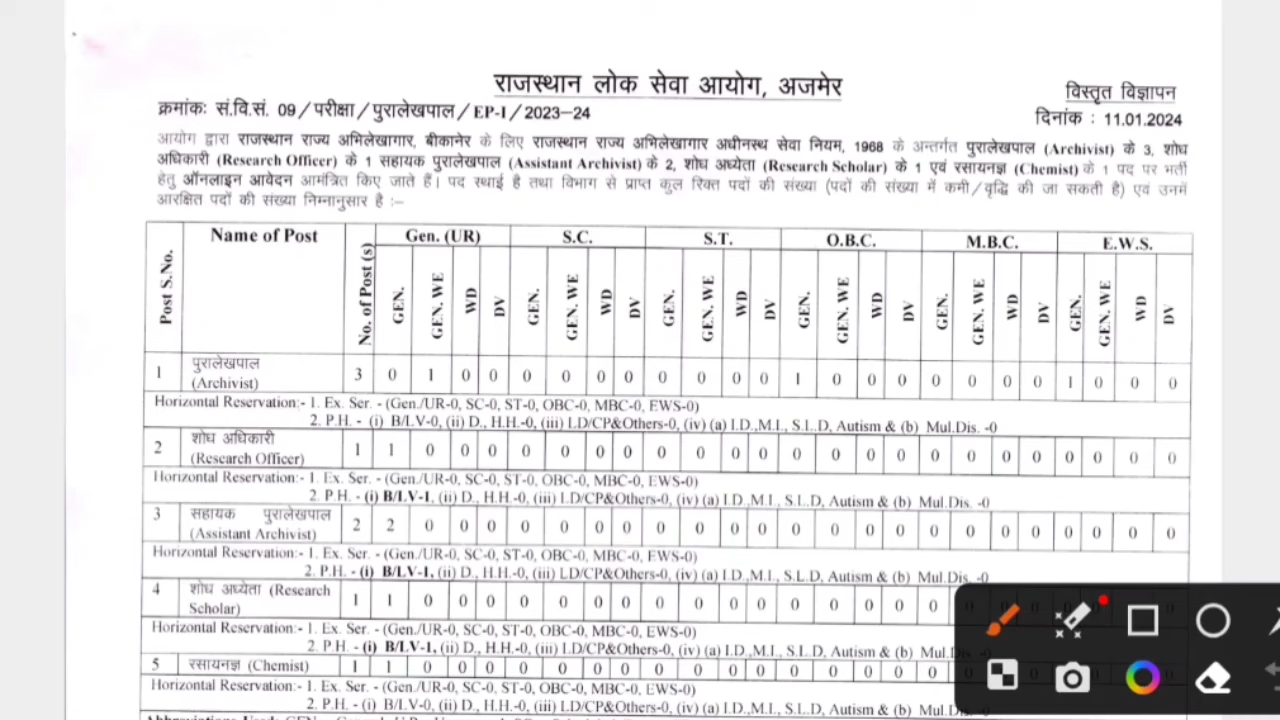 राजस्थान लोक सेवा आयोग, अजमेर
विस्तृत विज्ञापन
क्रमांकः सं.वि.सं. 09/परीक्षा/पुरालेखपाल/EP-I/2023-24
दिनांक : 11.01.2024
आयोग द्वारा राजस्थान राज्य अभिलेखागार, बीकानेर के लिए राजस्थान राज्य अभिलेखागार अधीनस्थ सेवा नियम, 1968 के अन्तर्गत पुरालेखपाल (Archivist) के 3, शोध
अधिकारी (Research Officer) के 1 सहायक पुरालेखपाल (Assistant Archivist) के 2, शोध अध्येता (Research Scholar) के 1 एवं रसायनज्ञ (Chemist) के 1 पद पर भर्ती
हेतु ऑनलाइन आवेदन आमंत्रित किए जाते हैं। पद स्थाई है तथा विभाग से प्राप्त कुल रिक्त पदों की संख्या (पदों की संख्या में कमी/वृद्धि की जा सकती है) एवं उनमें
आरक्षित पदों की संख्या निम्नानुसार है :–
Post S.No. Name of Post No. of Post (s) Gen. (UR) S.C. S.T. O.B.C. M.B.C. E.W.S.
GEN. GEN. WE WD DV GEN. GEN. WE WD DV GEN. GEN. WE WD DV GEN. GEN. WE WD DV GEN. GEN. WE WD DV GEN. GEN. WE WD DV
1 पुरालेखपाल (Archivist) 3 0 1 0 0 0 0 0 0 0 0 0 0 1 0 0 0 0 0 0 0 1 0 0 0
Horizontal Reservation:- 1. Ex. Ser. - (Gen./UR-0, SC-0, ST-0, OBC-0, MBC-0, EWS-0)
2. P.H. - (i) B/LV-0, (ii) D., H.H.-0, (iii) LD/CP&Others-0, (iv) (a) I.D.,M.I., S.L.D, Autism & (b) Mul.Dis. -0
2 शोध अधिकारी (Research Officer) 1 1 0 0 0 0 0 0 0 0 0 0 0 0 0 0 0 0 0 0 0 0 0 0 0
Horizontal Reservation:- 1. Ex. Ser. - (Gen./UR-0, SC-0, ST-0, OBC-0, MBC-0, EWS-0)
2. P.H. - (i) B/LV-1, (ii) D., H.H.-0, (iii) LD/CP&Others-0, (iv) (a) I.D.,M.I., S.L.D, Autism & (b) Mul.Dis. -0
3 सहायक पुरालेखपाल (Assistant Archivist) 2 2 0 0 0 0 0 0 0 0 0 0 0 0 0 0 0 0 0 0 0 0 0 0 0
Horizontal Reservation:- 1. Ex. Ser. - (Gen./UR-0, SC-0, ST-0, OBC-0, MBC-0, EWS-0)
2. P.H. - (i) B/LV-1, (ii) D., H.H.-0, (iii) LD/CP&Others-0, (iv) (a) I.D.,M.I., S.L.D, Autism & (b) Mul.Dis. -0
4 शोध अध्येता (Research Scholar) 1 1 0 0 0 0 0 0 0 0 0 0 0 0 0 0 0 0
Horizontal Reservation:- 1. Ex. Ser. - (Gen./UR-0, SC-0, ST-0, OBC-0, MBC-0, EWS-0)
2. P.H. - (i) B/LV-1, (ii) D., H.H.-0, (iii) LD/CP&Others-0, (iv) (a) I.D.,M.I., S.L.D, Autism & (b) Mul.
5 रसायनज्ञ (Chemist) 1 1 0 0 0 0 0 0 0 0 0 0 0 0 0 0 0 0
Horizontal Reservation:- 1. Ex. Ser. - (Gen./UR-0, SC-0, ST-0, OBC-0, MBC-0, EWS-0)
2. P.H. - (i) B/LV-0, (ii) D., H.H.-0, (iii) LD/CP&Others-0, (iv) (a) I.D.,M.I., S.L.D, Autism & (b) Mul.